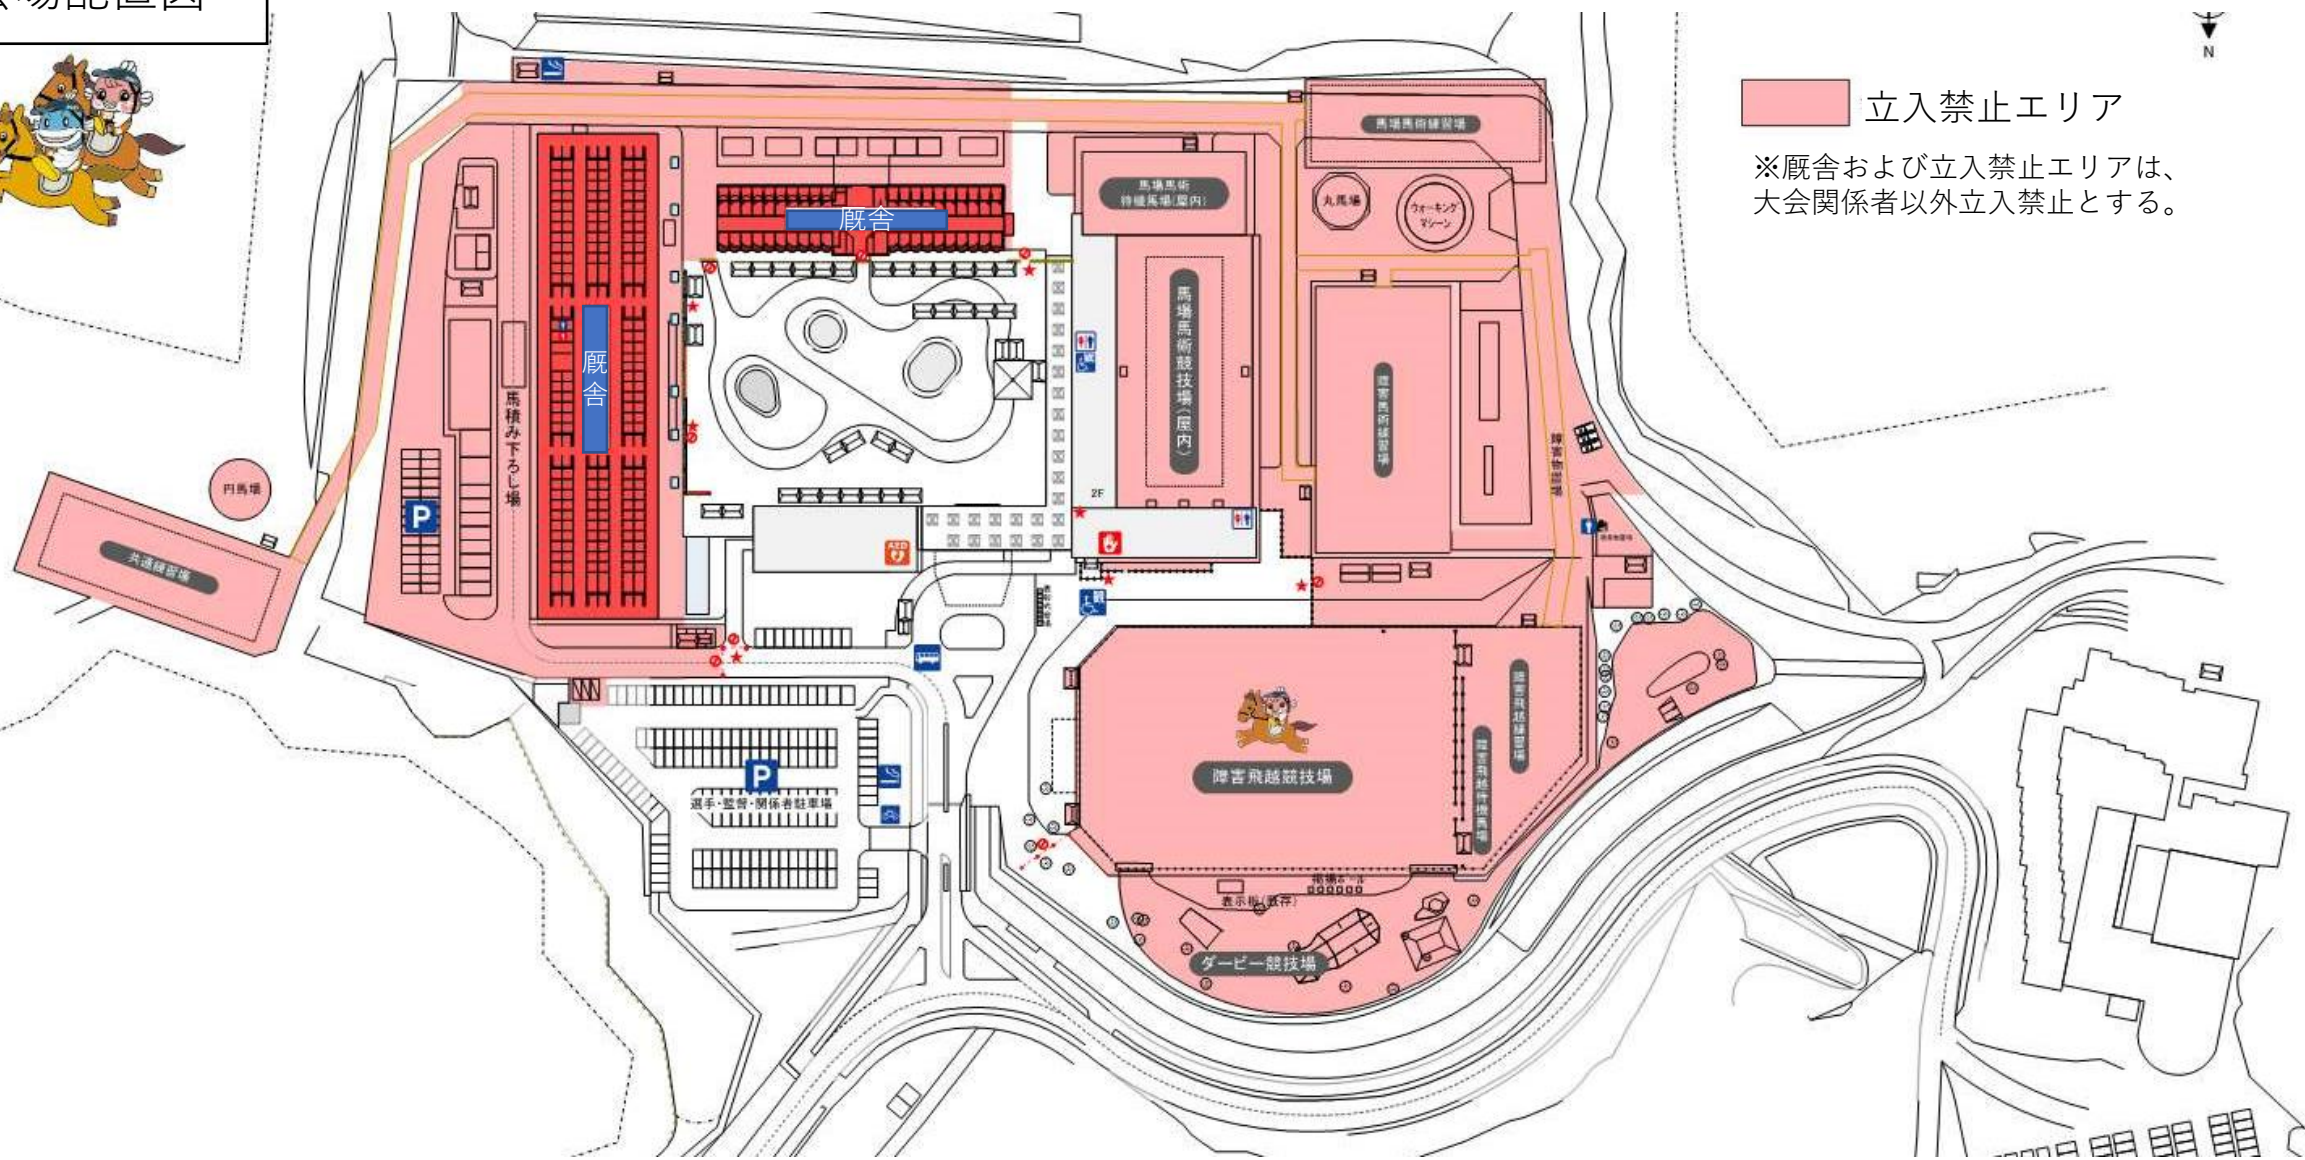 会場配置図
N
立入禁止エリア
※厩舎および立入禁止エリアは、
大会関係者以外立入禁止とする。
馬場馬術練習場
馬場馬術
待機馬場(屋内)
丸馬場
ウォーキング
マシーン
厩舎
厩舎
馬場馬術競技場(屋内)
障害馬術練習場
馬積み下ろし場
P
円馬場
共通練習場
2F
AED
P
選手・監督・関係者駐車場
障害飛越競技場
障害飛越練習場
障害飛越待機馬場
掲揚ポール
表示板(既存)
ダービー競技場